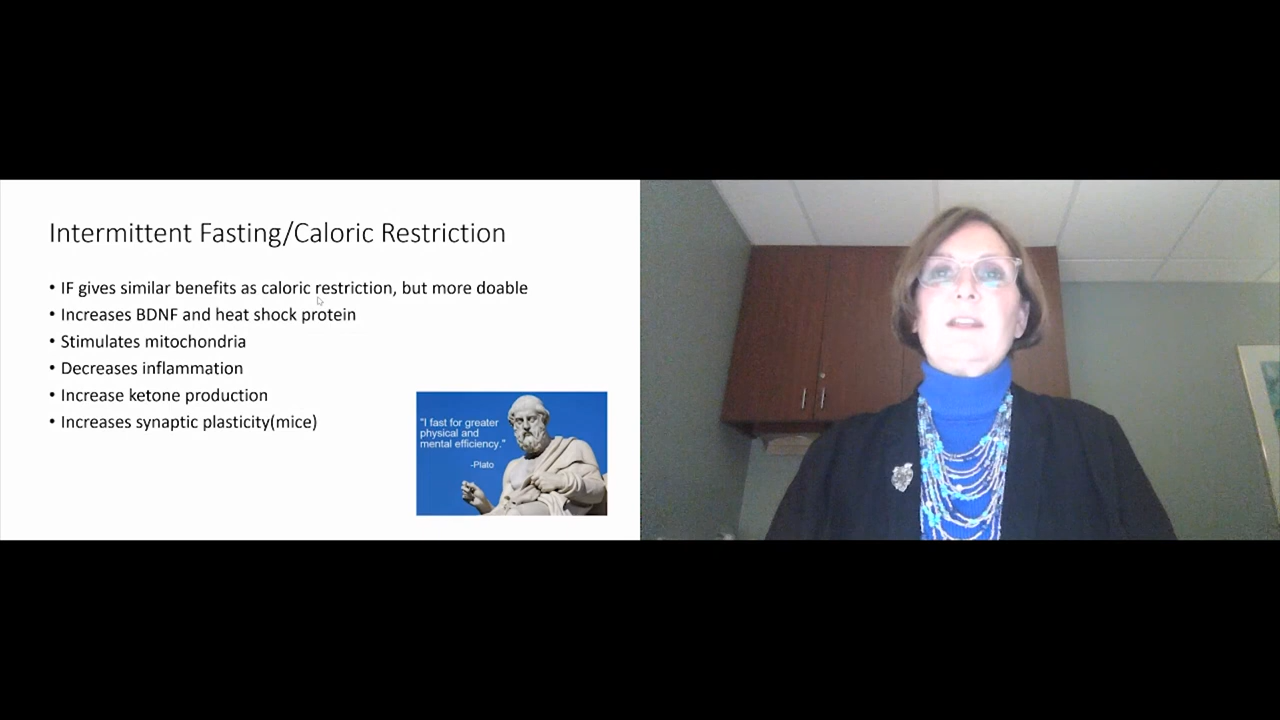 Intermittent Fasting/Caloric Restriction
• IF gives similar benefits as caloric restriction, but more doable
• Increases BDNF and heat shock protein
• Stimulates mitochondria
• Decreases inflammation
• Increase ketone production
• Increases synaptic plasticity(mice)
"I fast for greater
physical and
mental efficiency."
-Plato